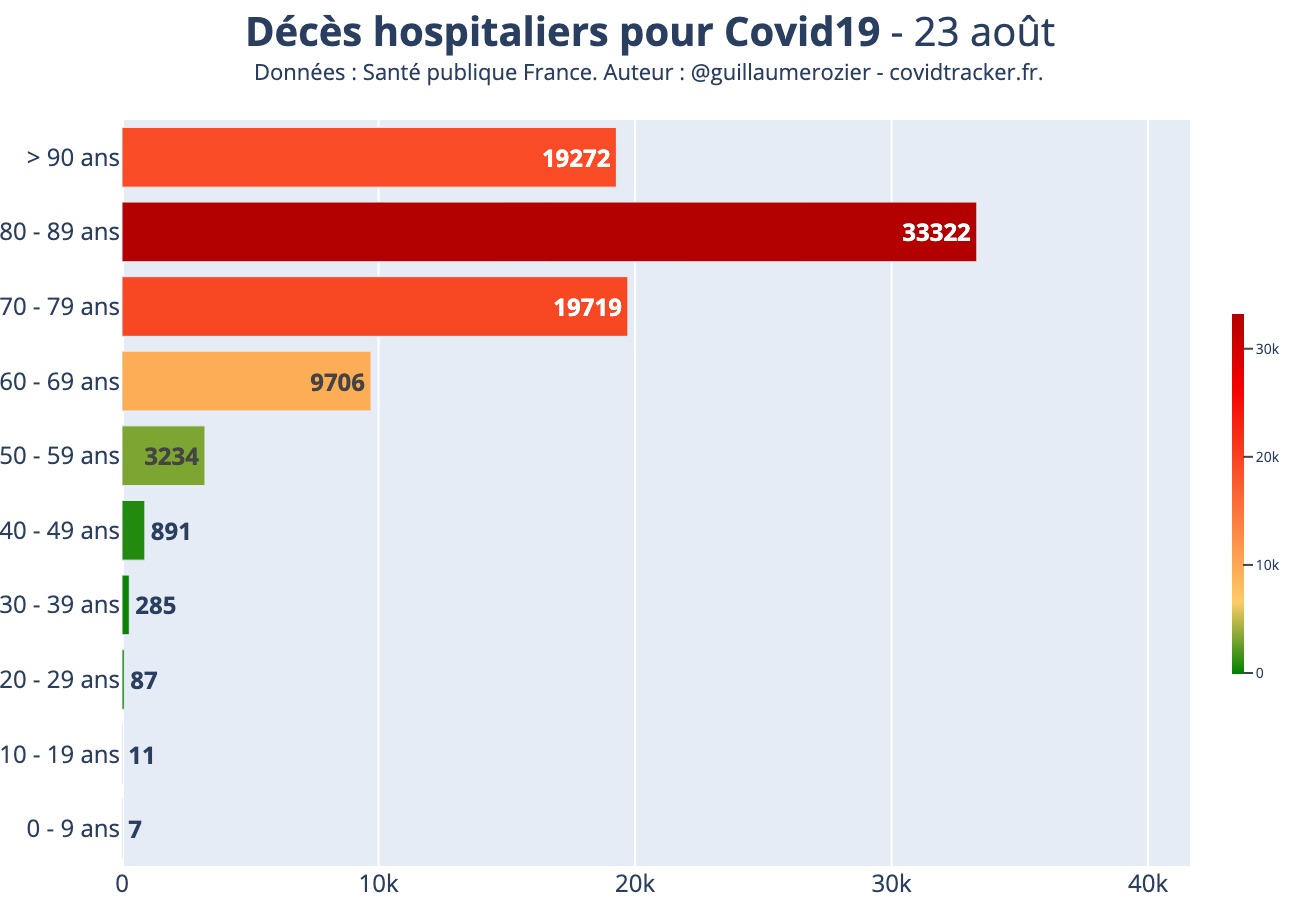 Décès hospitaliers pour Covid19 - 23 août
Données : Santé publique France. Auteur : @guillaumerozier - covidtracker.fr.
> 90 ans 19272
80 - 89 ans 33322
70 - 79 ans 19719
60 - 69 ans 9706
50 - 59 ans 3234
40 - 49 ans 891
30 - 39 ans 285
20 - 29 ans 87
10 - 19 ans 11
0 - 9 ans 7
0 10k 20k 30k 40k
30k
20k
10k
0